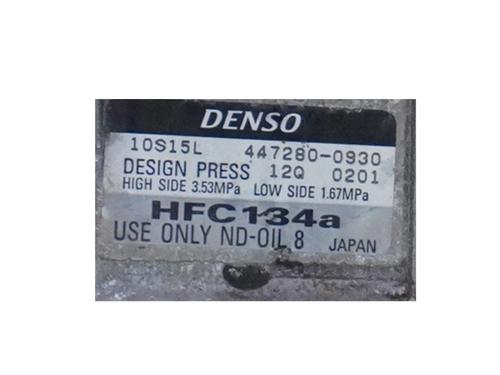 DENSO
10S15L 447280-0930
DESIGN PRESS 12Q 0201
HIGH SIDE 3.53MPa LOW SIDE 1.67MPa
HFC134a
USE ONLY ND-OIL 8 JAPAN